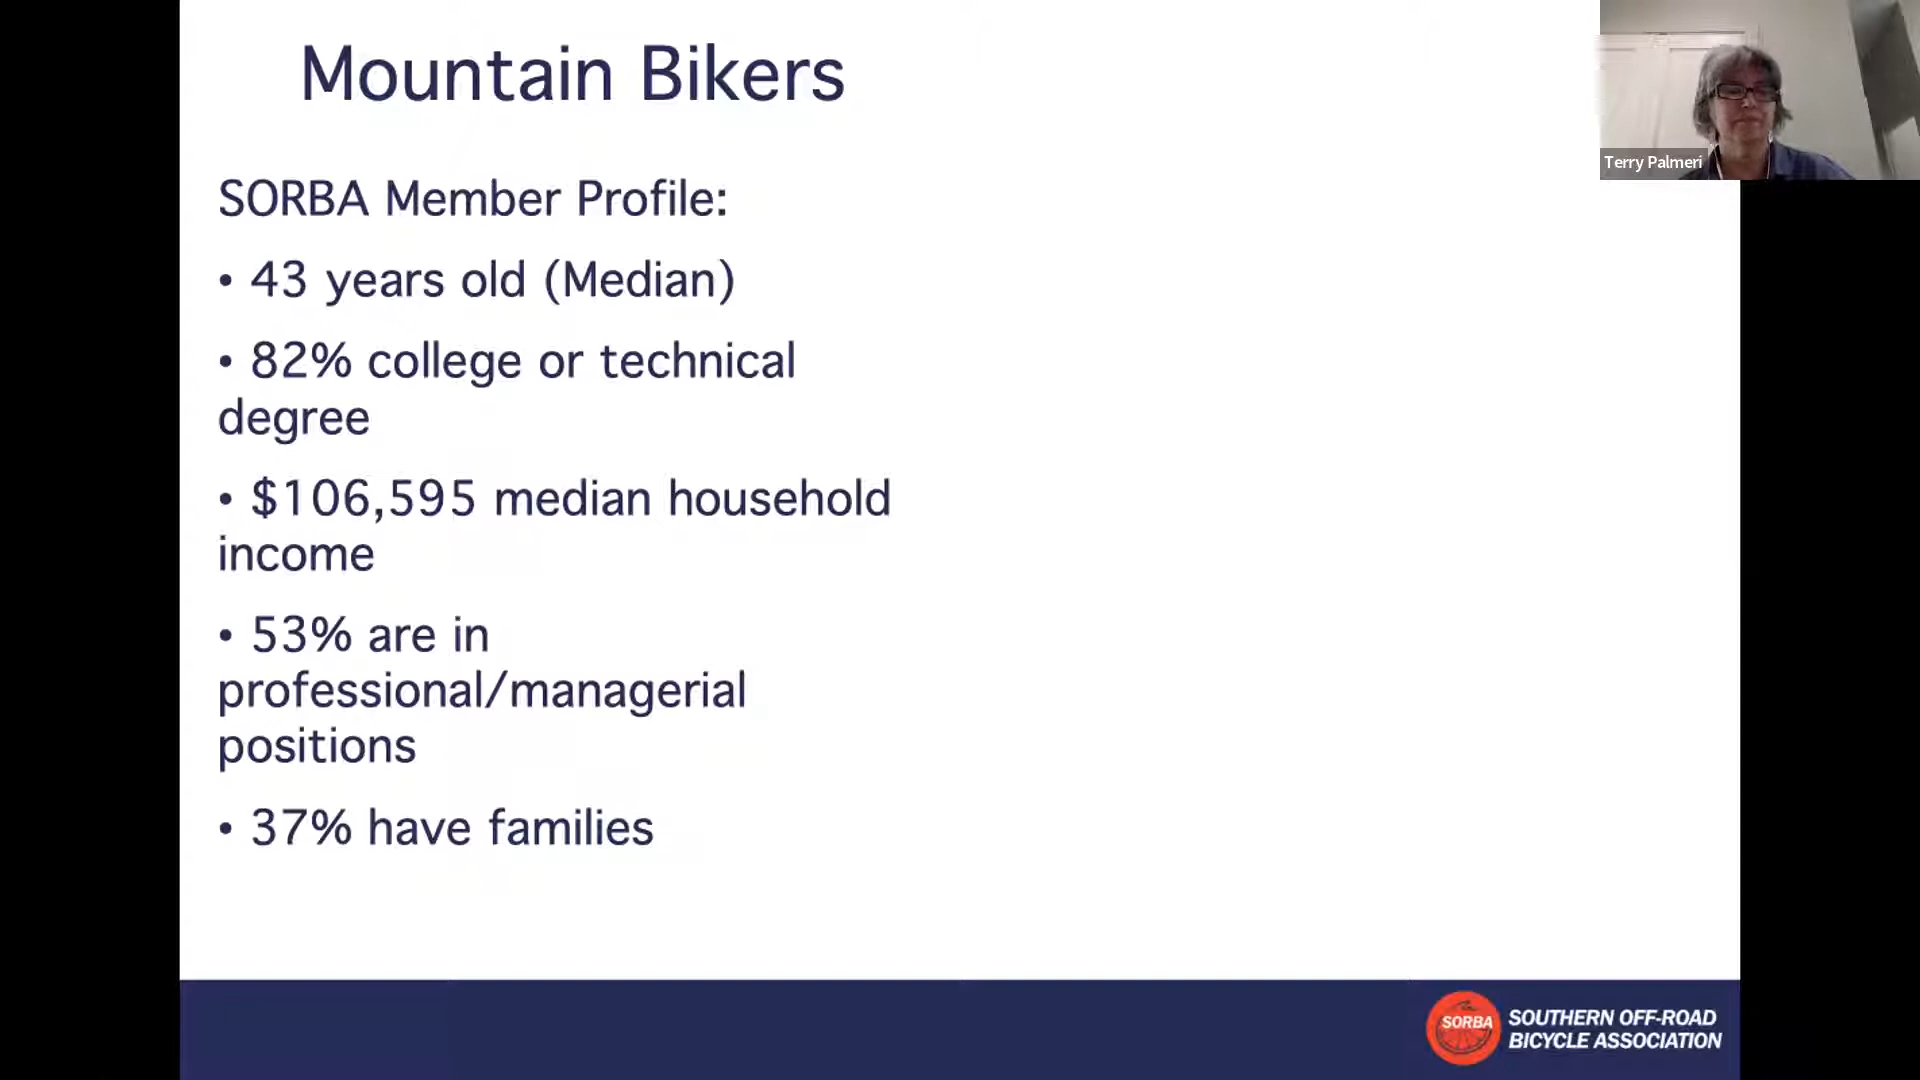 Mountain Bikers
Terry Palmeri
SORBA Member Profile:
• 43 years old (Median)
• 82% college or technical
degree
• $106,595 median household
income
• 53% are in
professional/managerial
positions
• 37% have families
SORBA
SOUTHERN OFF-ROAD
BICYCLE ASSOCIATION